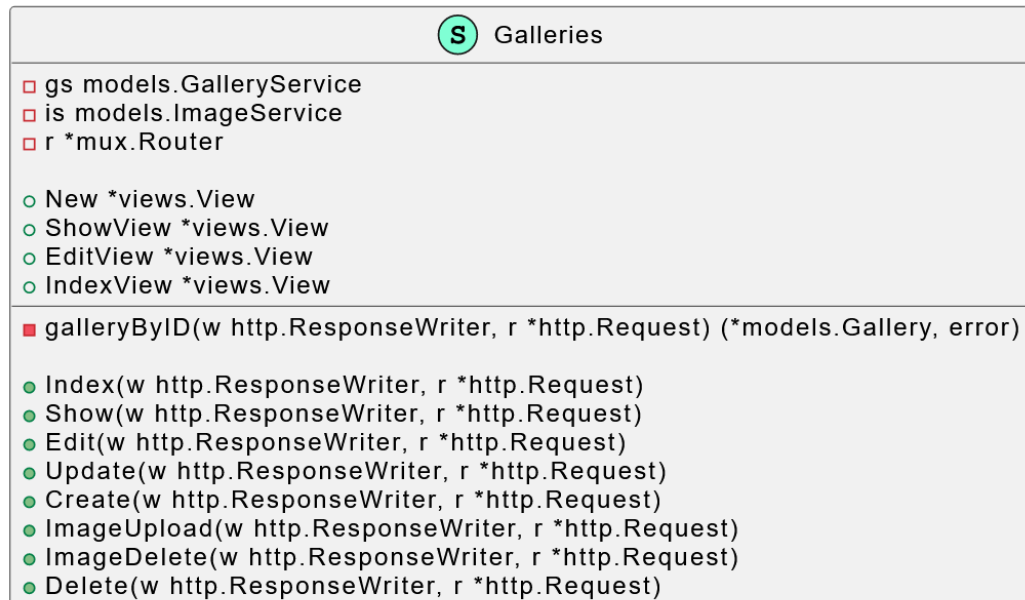 S Galleries
gs models.GalleryService
is models.ImageService
r *mux.Router
New *views.View
ShowView *views.View
EditView *views.View
IndexView *views.View
galleryByID(w http.ResponseWriter, r *http.Request) (*models.Gallery, error)
Index(w http.ResponseWriter, r *http.Request)
Show(w http.ResponseWriter, r *http.Request)
Edit(w http.ResponseWriter, r *http.Request)
Update(w http.ResponseWriter, r *http.Request)
Create(w http.ResponseWriter, r *http.Request)
ImageUpload(w http.ResponseWriter, r *http.Request)
ImageDelete(w http.ResponseWriter, r *http.Request)
Delete(w http.ResponseWriter, r *http.Request)